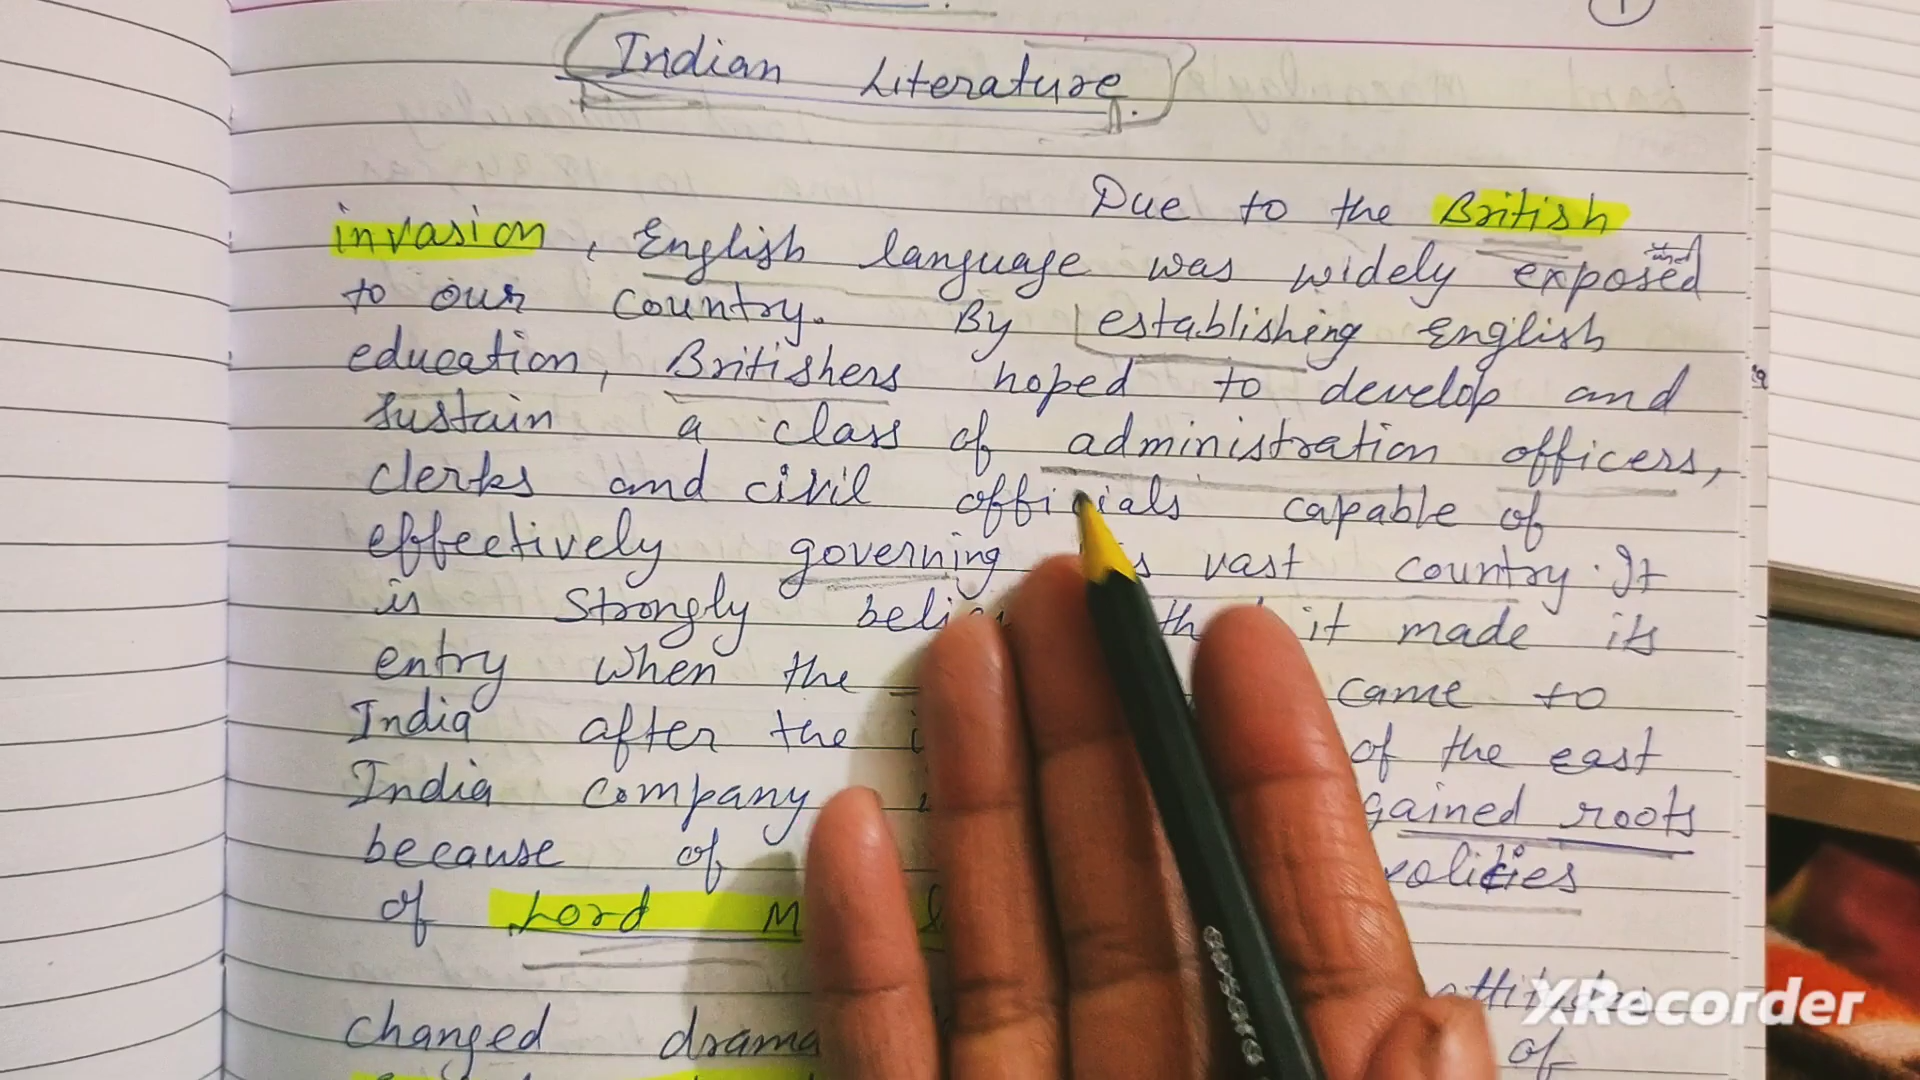 1
Indian Literature.
Due to the British
invasion, English language was widely exposed
to our country. By establishing English
education, Britishers hoped to develop and
sustain a class of administration officers,
clerks and civil officials capable of
effectively governing vast country. It
is strongly it made its
entry when the came to
India after the of the east
India company gained roots
because of policies
of Lord
changed
of
XRecorder